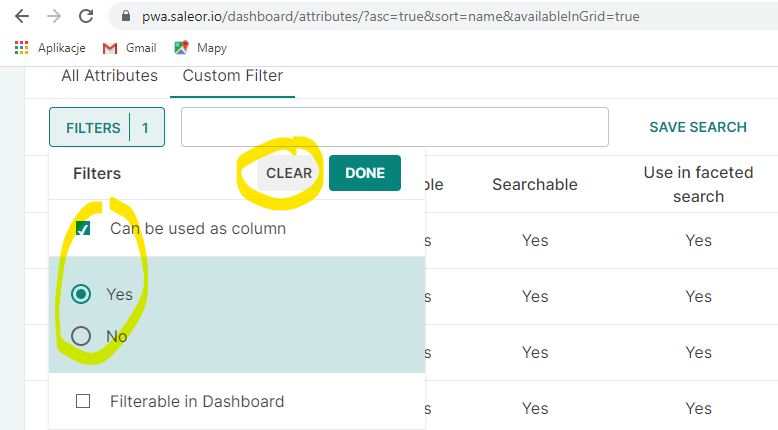 pwa.saleor.io/dashboard/attributes/?asc=true&sort=name&availableInGrid=true
Aplikacje Gmail Mapy
All Attributes Custom Filter
FILTERS 1 SAVE SEARCH
Filters CLEAR DONE
Searchable Use in faceted search
Can be used as column
Yes Yes
Yes
Yes Yes
No
Yes Yes
Filterable in Dashboard
Yes Yes